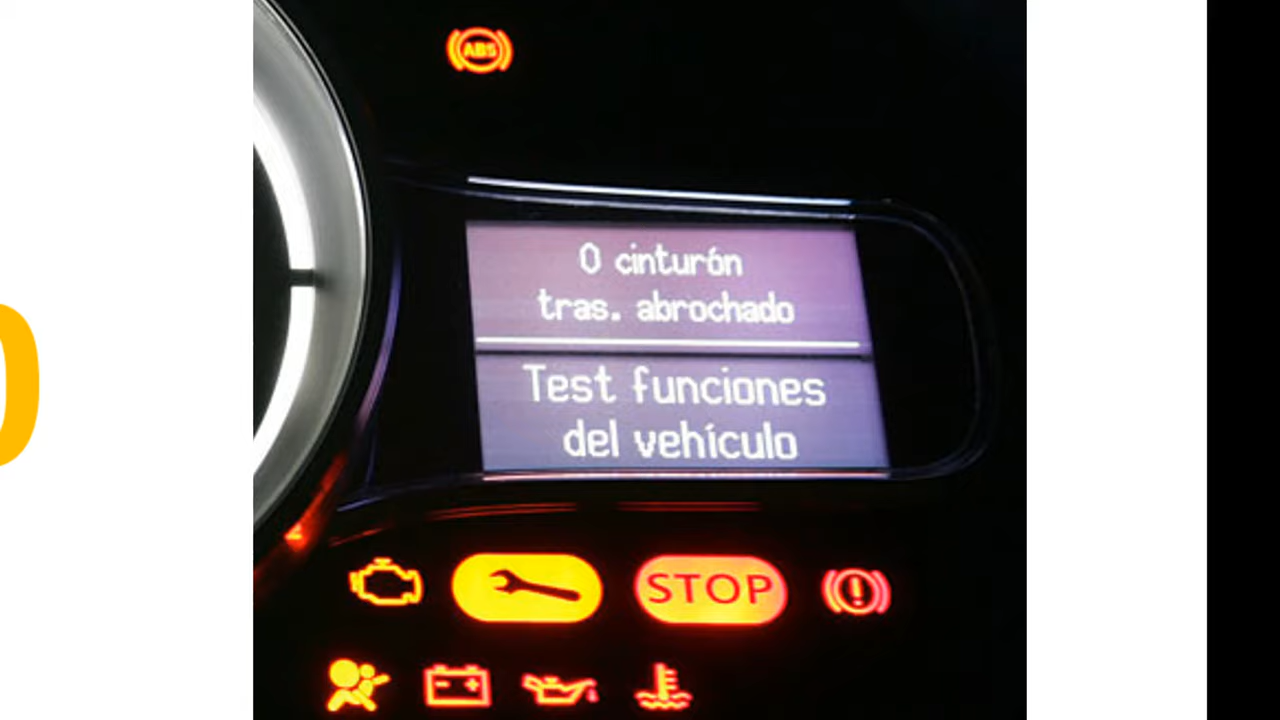 ABS
0 cinturón
tras. abrochado
Test funciones
del vehículo
STOP